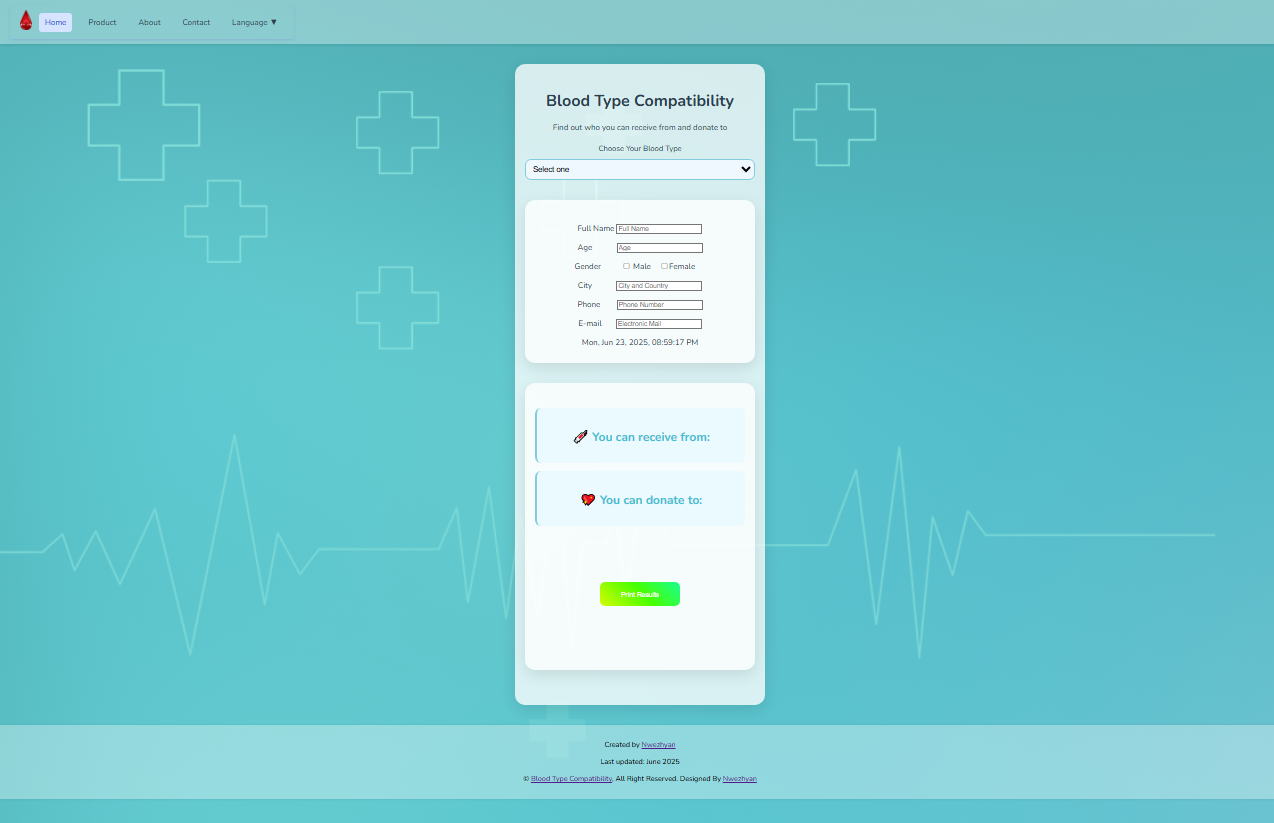 Home Product About Contact Language ▼
Blood Type Compatibility
Find out who you can receive from and donate to
Choose Your Blood Type
Select one
Full Name Full Name
Age Age
Gender Male Female
City City and Country
Phone Phone Number
E-mail Electronic Mail
Mon, Jun 23, 2025, 08:59:17 PM
You can receive from:
You can donate to:
Print Results
Created by Nwezhyan
Last updated: June 2025
© Blood Type Compatibility, All Right Reserved. Designed By Nwezhyan